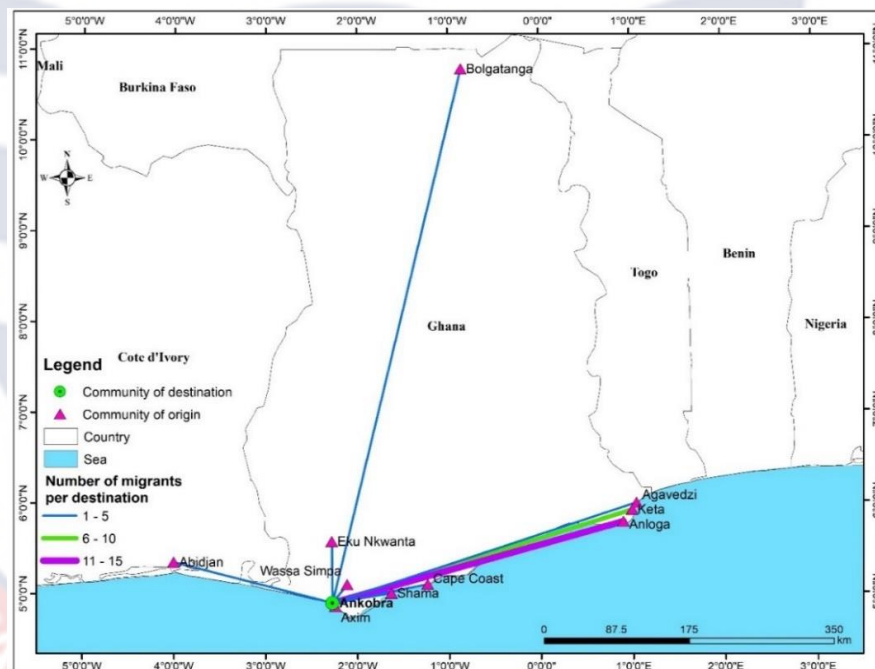 5°0'0"W 4°0'0"W 3°0'0"W 2°0'0"W 1°0'0"W 0°0'0" 1°0'0"E 2°0'0"E 3°0'0"E
11°0'0"N
Mali
Burkina Faso
Bolgatanga
10°0'0"N
N
W E
S
9°0'0"N
Benin
Togo
8°0'0"N
Ghana
Nigeria
Cote d'Ivory
Legend
Community of destination
7°0'0"N
Community of origin
Country
Sea
Number of migrants
per destination
1 - 5
6 - 10
11 - 15
6°0'0"N
Agavedzi
Keta
Anloga
Eku Nkwanta
Abidjan
Wassa Simpa
Cape Coast
5°0'0"N
Shama
Ankobra
Axim
0 87.5 175 350
km
5°0'0"W 4°0'0"W 3°0'0"W 2°0'0"W 1°0'0"W 0°0'0" 1°0'0"E 2°0'0"E 3°0'0"E